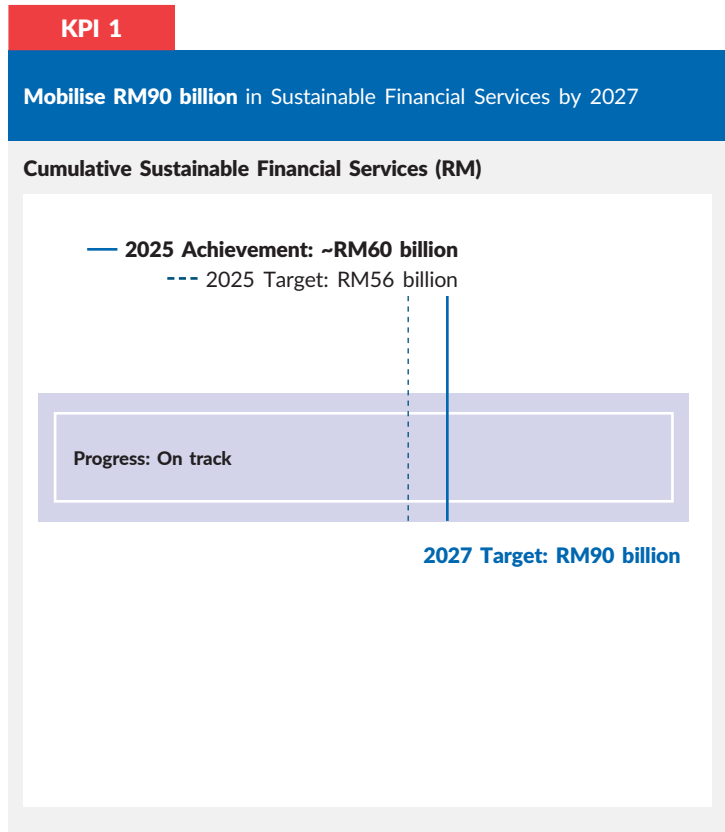 KPI 1
Mobilise RM90 billion in Sustainable Financial Services by 2027
Cumulative Sustainable Financial Services (RM)
2025 Achievement: ~RM60 billion
2025 Target: RM56 billion
Progress: On track
2027 Target: RM90 billion